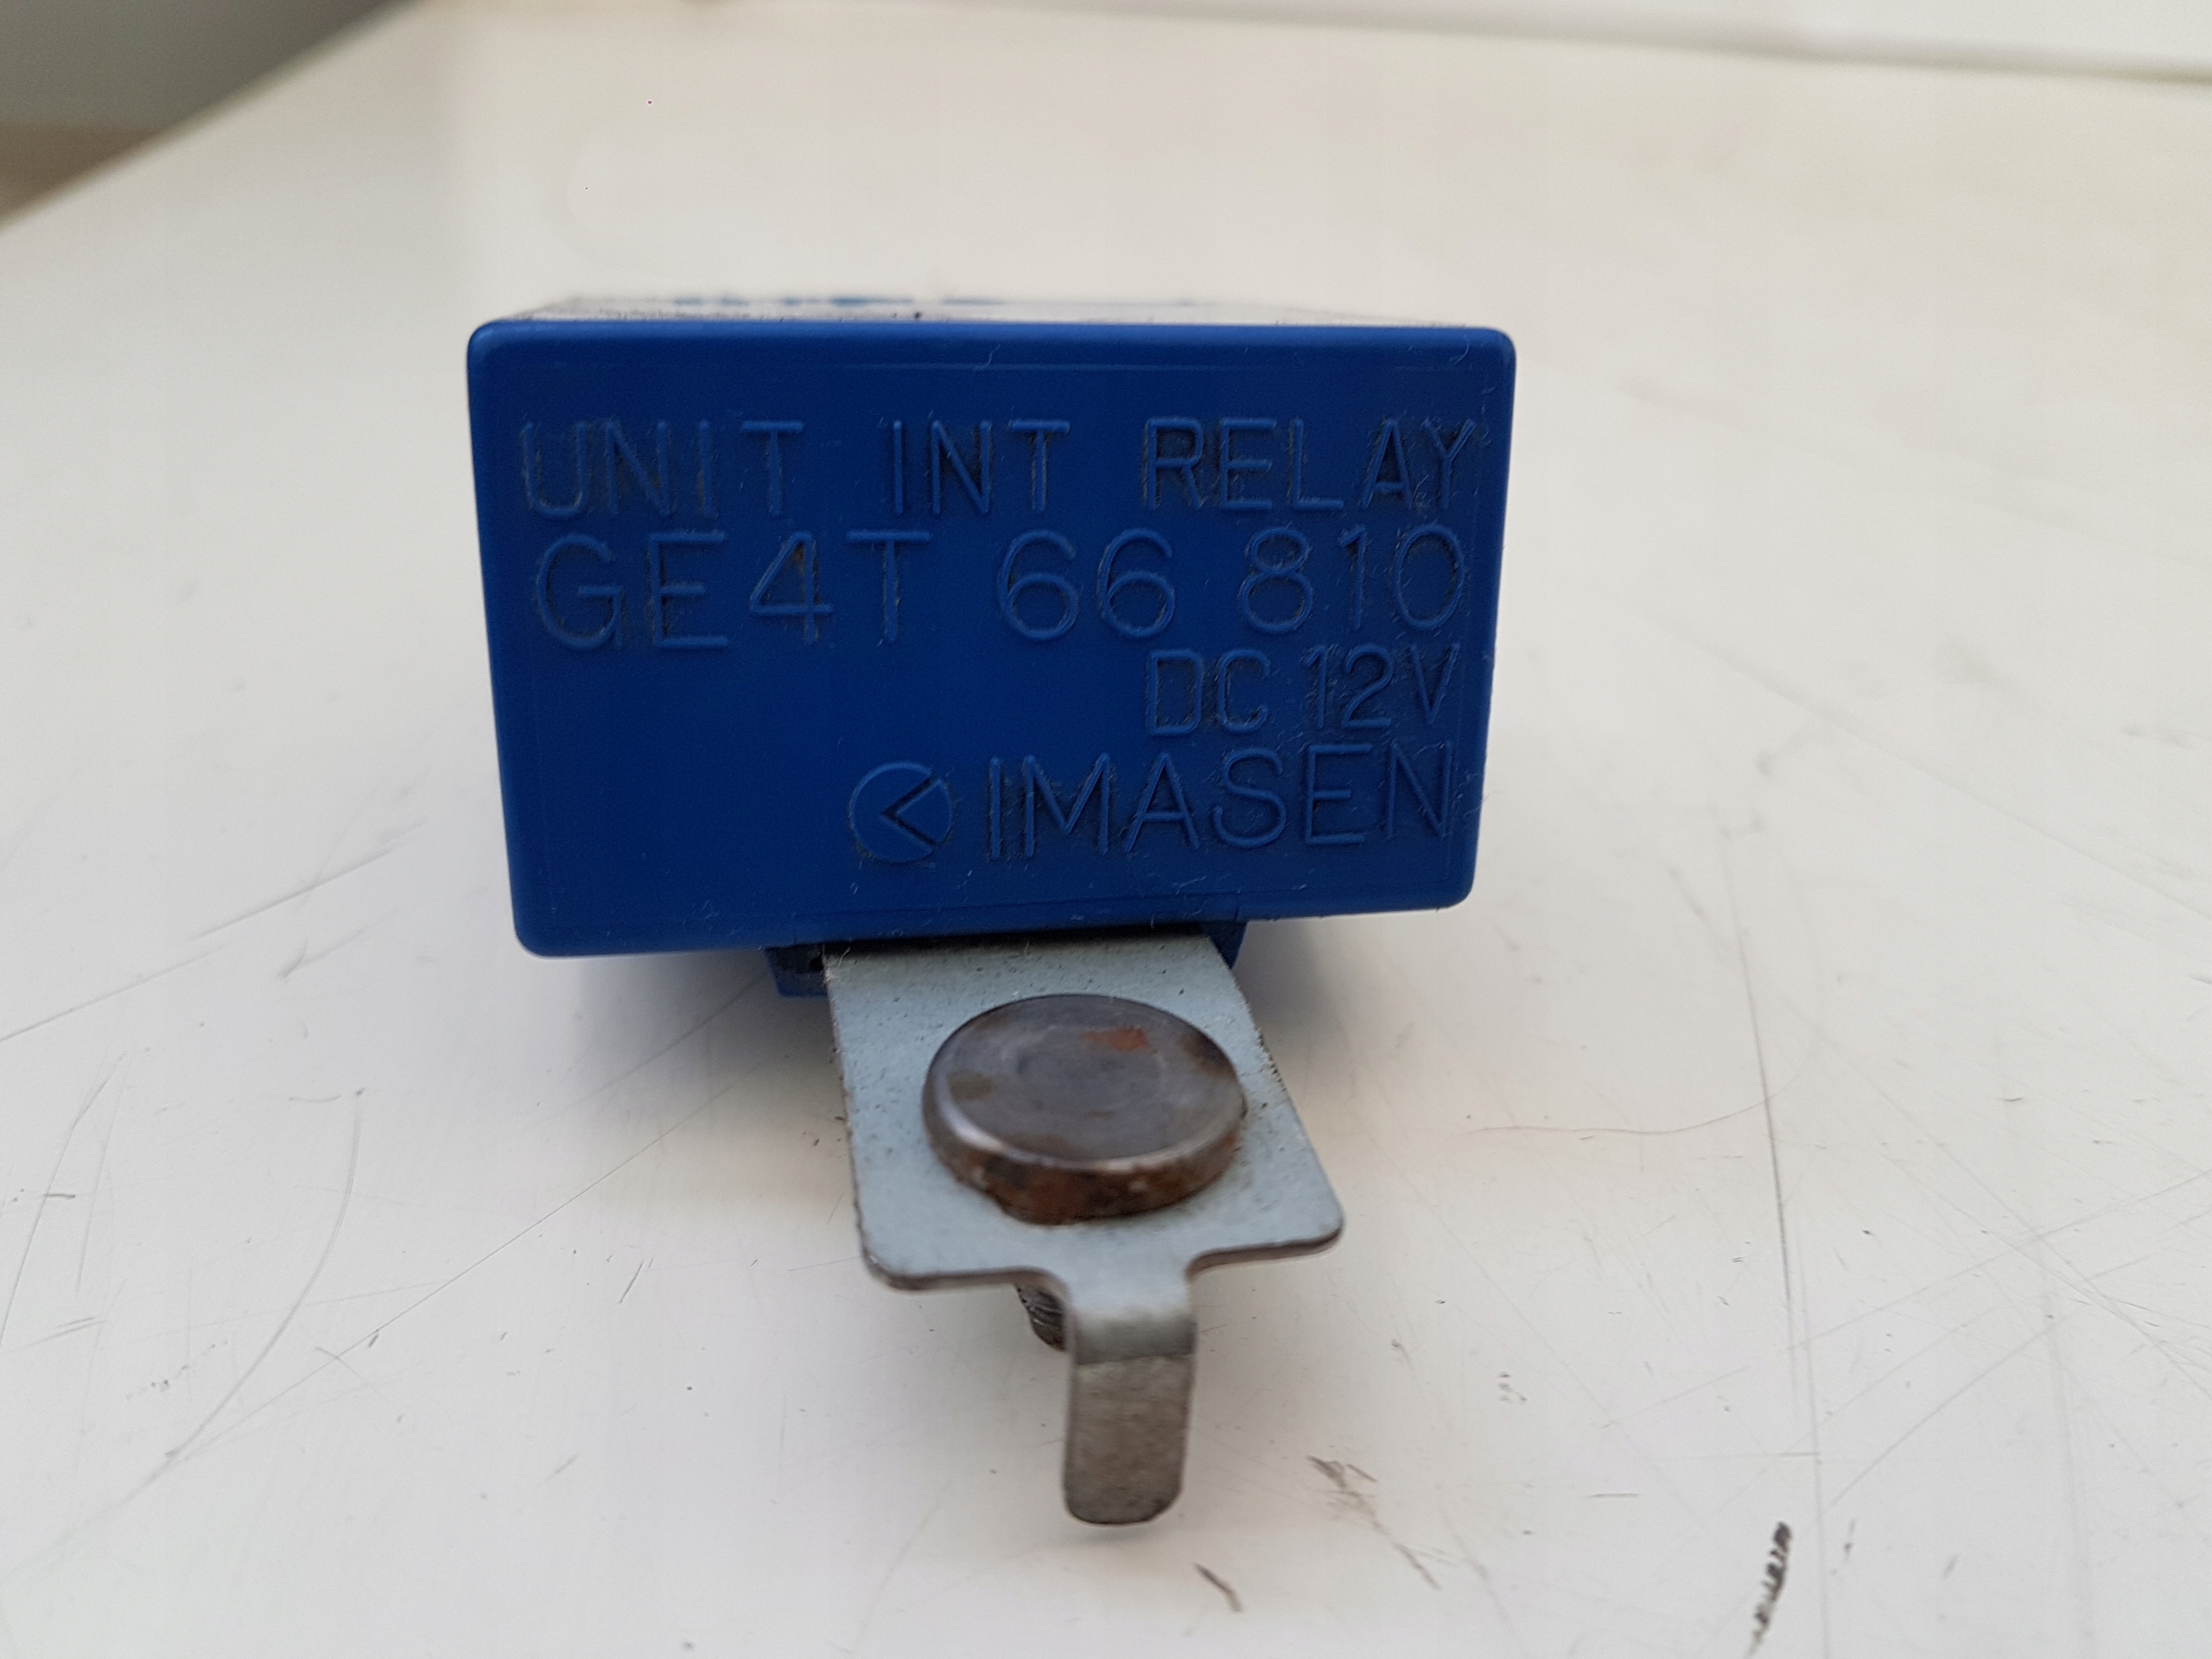 UNIT INT RELAY
GE4T 66 810
DC 12V
IMASEN